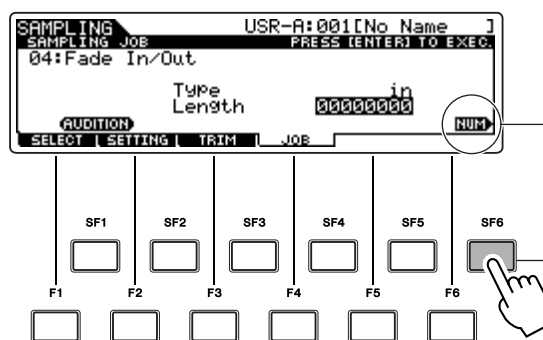 SAMPLING USR-A:001[No Name ]
SAMPLING JOB PRESS [ENTER] TO EXEC.
04:Fade In/Out
Type in
Length 00000000
AUDITION NUM
SELECT SETTING TRIM JOB
SF1 SF2 SF3 SF4 SF5 SF6
F1 F2 F3 F4 F5 F6